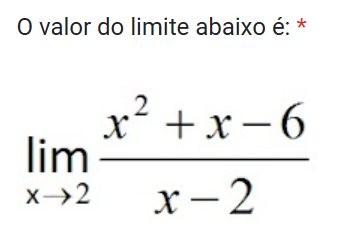 O valor do limite abaixo é: *
x² + x − 6
lim
x→2
x − 2